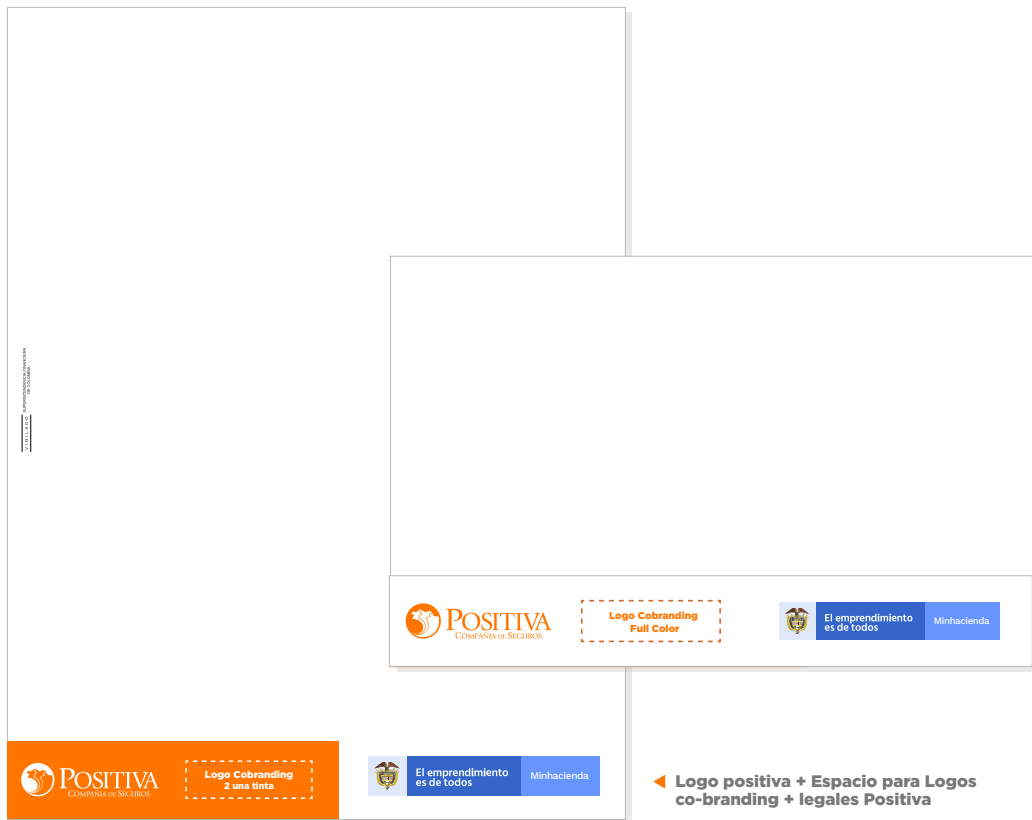 SUPERINTENDENCIA FINANCIERA
DE COLOMBIA
VIGILADO
POSITIVA
COMPAÑIA DE SEGUROS
Logo Cobranding
Full Color
El emprendimiento
es de todos
Minhacienda
POSITIVA
COMPAÑIA DE SEGUROS
Logo Cobranding
2 una tinta
El emprendimiento
es de todos
Minhacienda
Logo positiva + Espacio para Logos
co-branding + legales Positiva